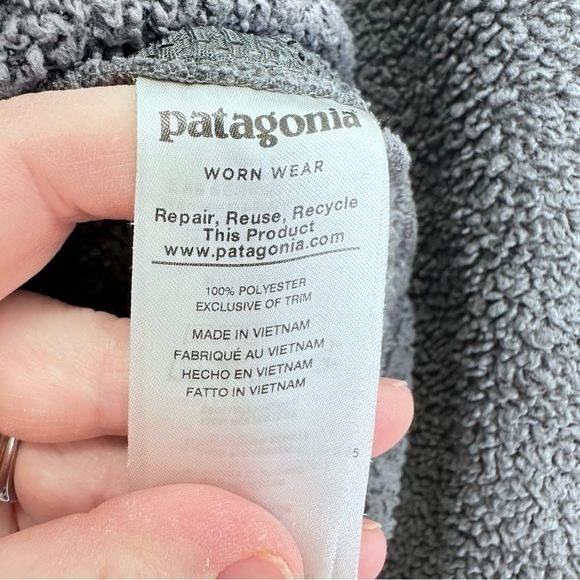 patagonia
WORN WEAR
Repair, Reuse, Recycle
This Product
www.patagonia.com
100% POLYESTER
EXCLUSIVE OF TRIM
MADE IN VIETNAM
FABRIQUÉ AU VIETNAM
HECHO EN VIETNAM
FATTO IN VIETNAM
5